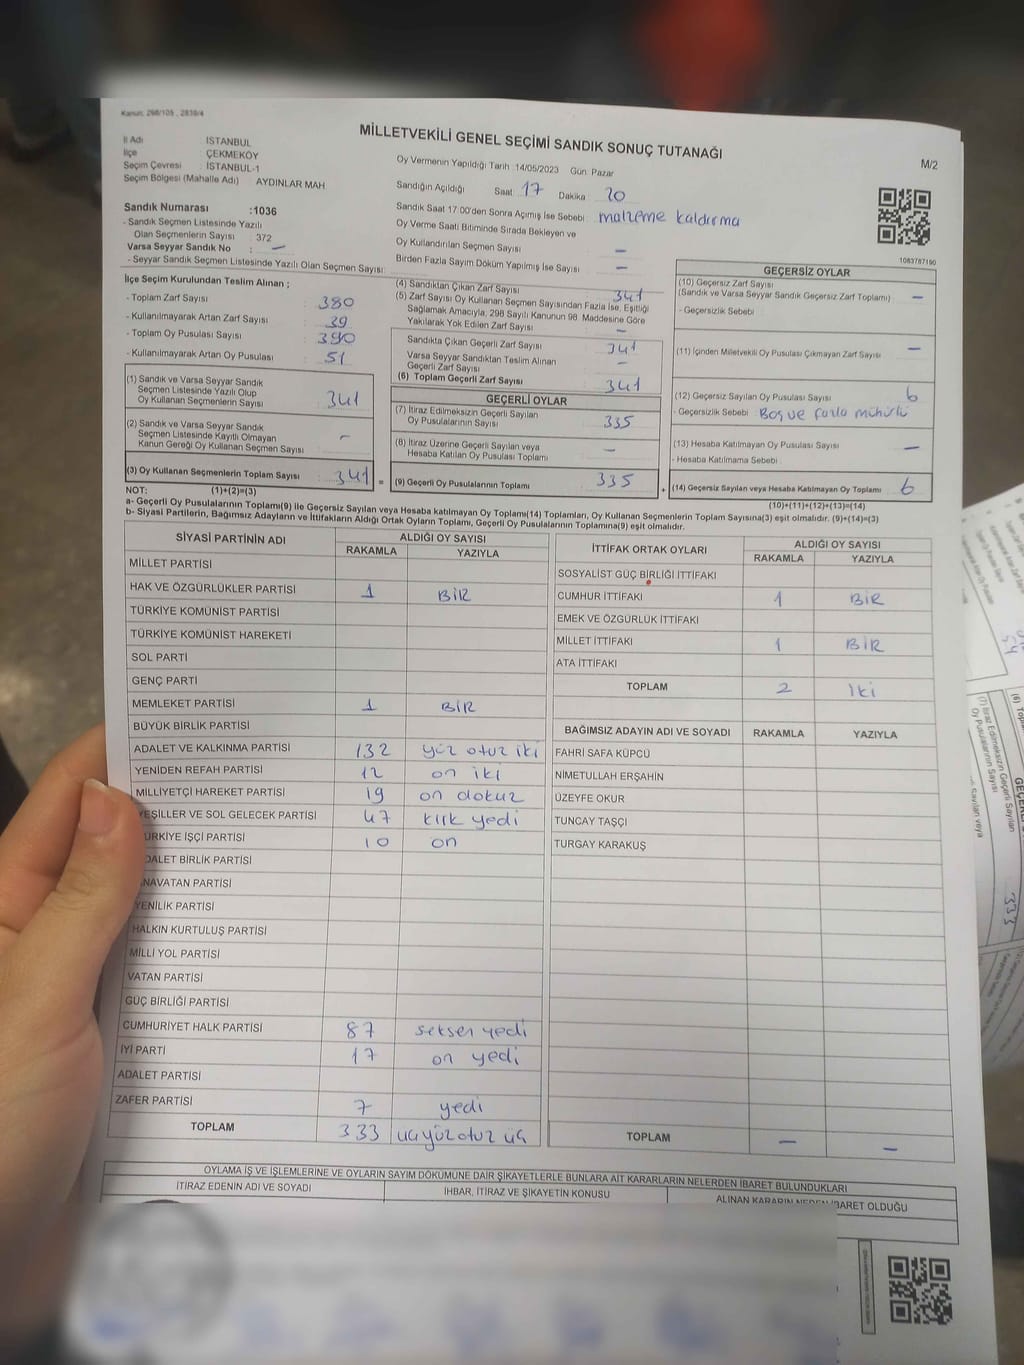 Kanun: 298/105 , 2839/4
MİLLETVEKİLİ GENEL SEÇİMİ SANDIK SONUÇ TUTANAĞI
M/2
İl Adı : İSTANBUL
İlçe : ÇEKMEKÖY
Seçim Çevresi : İSTANBUL-1
Seçim Bölgesi (Mahalle Adı) AYDINLAR MAH
Oy Vermenin Yapıldığı Tarih :14/05/2023 Gün: Pazar
Sandığın Açıldığı Saat 17 Dakika 20
Sandık Saat 17:00'den Sonra Açılmış İse Sebebi malzeme kaldırma
Oy Verme Saati Bitiminde Sırada Bekleyen ve
Oy Kullandırılan Seçmen Sayısı –
Birden Fazla Sayım Döküm Yapılmış İse Sayısı –
Sandık Numarası :1036
- Sandık Seçmen Listesinde Yazılı
Olan Seçmenlerin Sayısı : 372
Varsa Seyyar Sandık No : –
- Seyyar Sandık Seçmen Listesinde Yazılı Olan Seçmen Sayısı:
1083787190
İlçe Seçim Kurulundan Teslim Alınan ;
- Toplam Zarf Sayısı : 380
- Kullanılmayarak Artan Zarf Sayısı : 39
- Toplam Oy Pusulası Sayısı : 390
- Kullanılmayarak Artan Oy Pusulası : 51
(1) Sandık ve Varsa Seyyar Sandık
Seçmen Listesinde Yazılı Olup
Oy Kullanan Seçmenlerin Sayısı : 341
(2) Sandık ve Varsa Seyyar Sandık
Seçmen Listesinde Kayıtlı Olmayan
Kanun Gereği Oy Kullanan Seçmen Sayısı : –
(3) Oy Kullanan Seçmenlerin Toplam Sayısı : 341
(1)+(2)=(3)
(4) Sandıktan Çıkan Zarf Sayısı : 341
(5) Zarf Sayısı Oy Kullanan Seçmen Sayısından Fazla İse, Eşitliği
Sağlamak Amacıyla, 298 Sayılı Kanunun 98. Maddesine Göre
Yakılarak Yok Edilen Zarf Sayısı : –
Sandıkta Çıkan Geçerli Zarf Sayısı : 341
Varsa Seyyar Sandıktan Teslim Alınan
Geçerli Zarf Sayısı : –
(6) Toplam Geçerli Zarf Sayısı : 341
GEÇERLİ OYLAR
(7) İtiraz Edilmeksizin Geçerli Sayılan
Oy Pusulalarının Sayısı : 335
(8) İtiraz Üzerine Geçerli Sayılan veya
Hesaba Katılan Oy Pusulası Toplamı : –
= (9) Geçerli Oy Pusulalarının Toplamı : 335
GEÇERSİZ OYLAR
(10) Geçersiz Zarf Sayısı
(Sandık ve Varsa Seyyar Sandık Geçersiz Zarf Toplamı) : –
- Geçersizlik Sebebi :
(11) İçinden Milletvekili Oy Pusulası Çıkmayan Zarf Sayısı : –
(12) Geçersiz Sayılan Oy Pusulası Sayısı : 6
- Geçersizlik Sebebi : Boş ve fazla mühürlü
(13) Hesaba Katılmayan Oy Pusulası Sayısı : –
- Hesaba Katılmama Sebebi :
+ (14) Geçersiz Sayılan veya Hesaba Katılmayan Oy Toplamı : 6
(10)+(11)+(12)+(13)=(14)
NOT:
a- Geçerli Oy Pusulalarının Toplamı(9) ile Geçersiz Sayılan veya Hesaba katılmayan Oy Toplamı(14) Toplamları, Oy Kullanan Seçmenlerin Toplam Sayısına(3) eşit olmalıdır. (9)+(14)=(3)
b- Siyasi Partilerin, Bağımsız Adayların ve İttifakların Aldığı Ortak Oyların Toplamı, Geçerli Oy Pusulalarının Toplamına(9) eşit olmalıdır.
SİYASİ PARTİNİN ADI ALDIĞI OY SAYISI
RAKAMLA YAZIYLA
MİLLET PARTİSİ
HAK VE ÖZGÜRLÜKLER PARTİSİ 1 BİR
TÜRKİYE KOMÜNİST PARTİSİ
TÜRKİYE KOMÜNİST HAREKETİ
SOL PARTİ
GENÇ PARTİ
MEMLEKET PARTİSİ 1 BİR
BÜYÜK BİRLİK PARTİSİ
ADALET VE KALKINMA PARTİSİ 132 yüz otuz iki
YENİDEN REFAH PARTİSİ 12 on iki
MİLLİYETÇİ HAREKET PARTİSİ 19 on dokuz
YEŞİLLER VE SOL GELECEK PARTİSİ 47 kırk yedi
ÜRKİYE İŞÇİ PARTİSİ 10 on
DALET BİRLİK PARTİSİ
NAVATAN PARTİSİ
YENİLİK PARTİSİ
HALKIN KURTULUŞ PARTİSİ
MİLLİ YOL PARTİSİ
VATAN PARTİSİ
GÜÇ BİRLİĞİ PARTİSİ
CUMHURİYET HALK PARTİSİ 87 seksen yedi
İYİ PARTİ 17 on yedi
ADALET PARTİSİ
ZAFER PARTİSİ 7 yedi
TOPLAM 333 üçyüz otuz üç
İTTİFAK ORTAK OYLARI ALDIĞI OY SAYISI
RAKAMLA YAZIYLA
SOSYALİST GÜÇ BİRLİĞİ İTTİFAKI
CUMHUR İTTİFAKI 1 BİR
EMEK VE ÖZGÜRLÜK İTTİFAKI
MİLLET İTTİFAKI 1 BİR
ATA İTTİFAKI
TOPLAM 2 iki
BAĞIMSIZ ADAYIN ADI VE SOYADI RAKAMLA YAZIYLA
FAHRİ SAFA KÜPCÜ
NİMETULLAH ERŞAHİN
ÜZEYFE OKUR
TUNCAY TAŞÇI
TURGAY KARAKUŞ
TOPLAM – –
OYLAMA İŞ VE İŞLEMLERİNE VE OYLARIN SAYIM DÖKÜMÜNE DAİR ŞİKAYETLERLE BUNLARA AİT KARARLARIN NELERDEN İBARET BULUNDUKLARI
İTİRAZ EDENİN ADI VE SOYADI İHBAR, İTİRAZ VE ŞİKAYETİN KONUSU ALINAN KARARIN NEDEN İBARET OLDUĞU